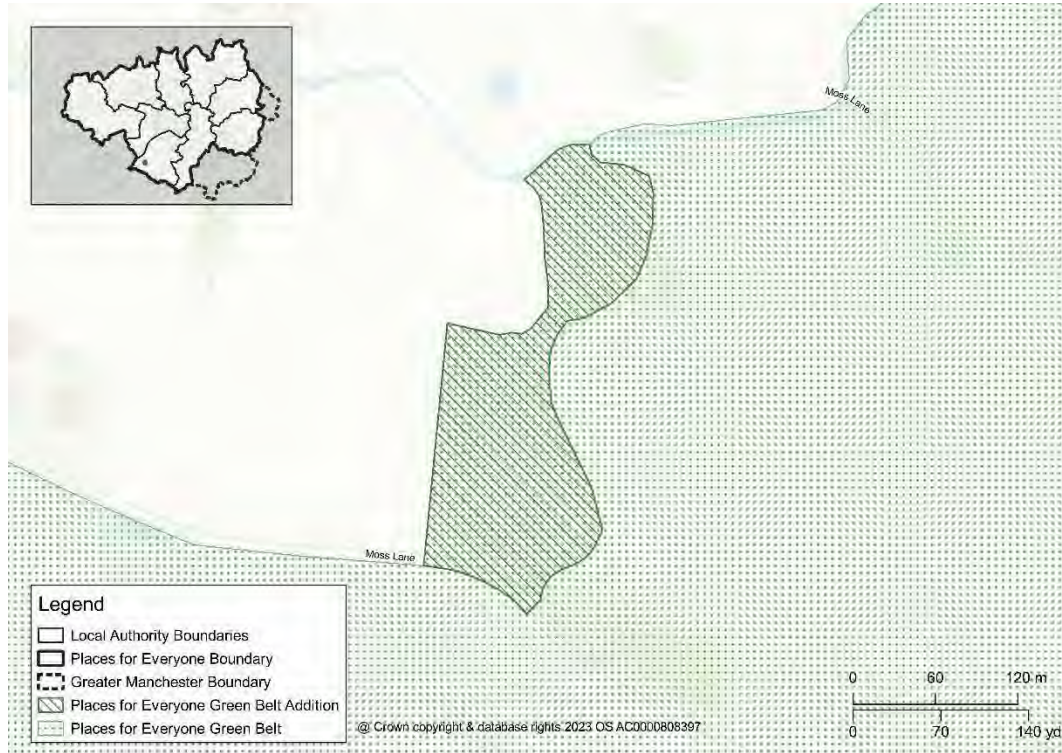 Moss Lane
Moss Lane
Legend
Local Authority Boundaries
Places for Everyone Boundary
Greater Manchester Boundary
Places for Everyone Green Belt Addition
Places for Everyone Green Belt
@ Crown copyright & database rights 2023 OS AC0000808397
0 60 120 m
0 70 140 yd